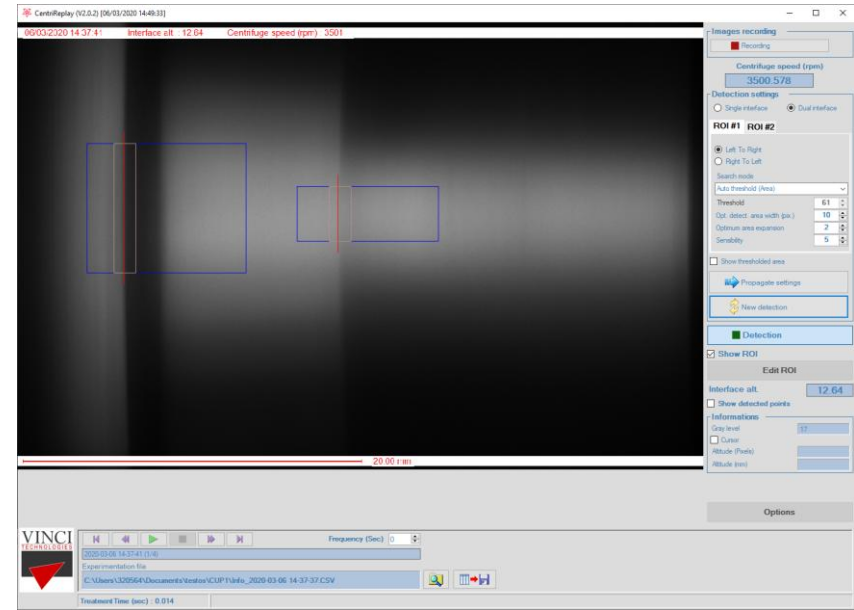 CentriReplay (V2.0.2) [06/03/2020 14:49:33]
06/03/2020 14:37:41 Interface alt. : 12.64 Centrifuge speed (rpm) 3501
20.00 mm
Images recording
Recording
Centrifuge speed (rpm)
3500.578
Detection settings
Single interface Dual interface
ROI #1 ROI #2
Left To Right
Right To Left
Search mode
Auto threshold (Area)
Threshold 61
Opt. detect. area width (pix.) 10
Optimum area expansion 2
Sensibility 5
Show thresholded area
Propagate settings
New detection
Detection
Show ROI
Edit ROI
Interface alt. 12.64
Show detected points
Informations
Gray level 17
Cursor
Altitude (Pixels)
Altitude (mm)
Options
VINCI
TECHNOLOGIES
Frequency (Sec) 0
2020-03-06 14-37-41 (1/4)
Experimentation file
C:\Users\320564\Documents\testov\CUP1\Info_2020-03-06 14-37-37.CSV
Treatment Time (sec) : 0.014